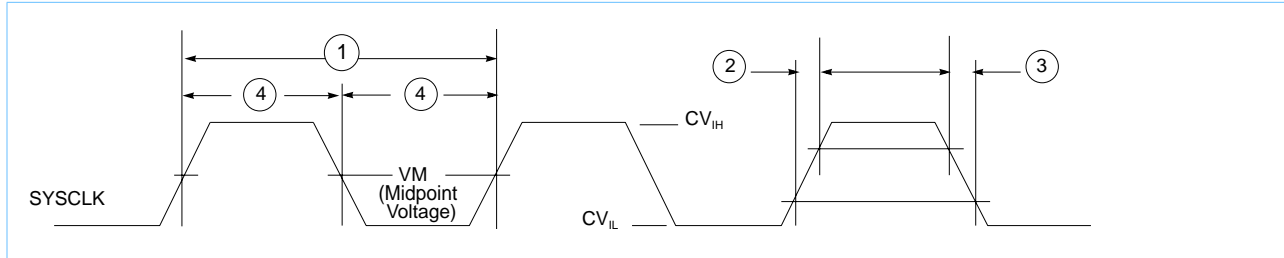 1
2
3
4
4
CV_IH
VM
(Midpoint
Voltage)
SYSCLK
CV_IL